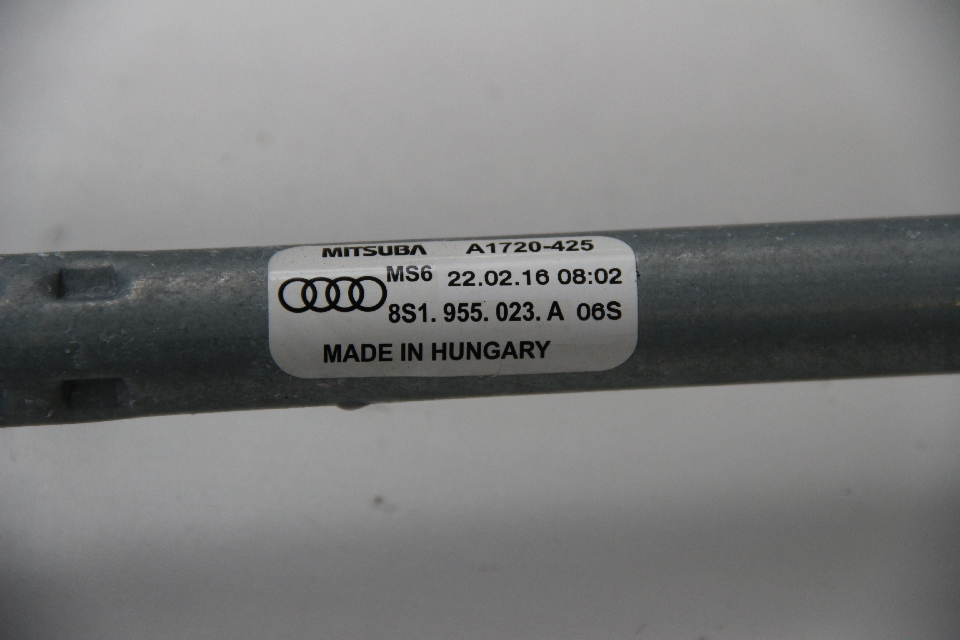 MITSUBA A1720-425
MS6 22.02.16 08:02
8S1. 955. 023. A 06S
MADE IN HUNGARY